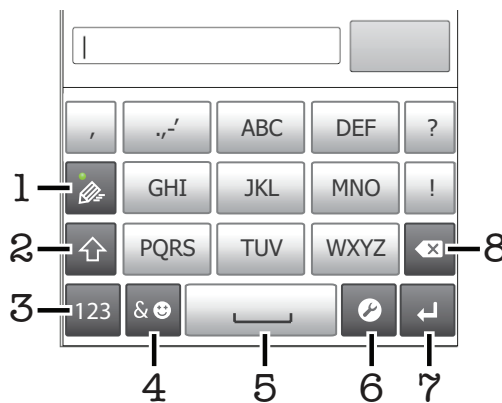 , .,-′ ABC DEF ?
1 GHI JKL MNO !
2 PQRS TUV WXYZ 8
3 123 &
4 5 6 7